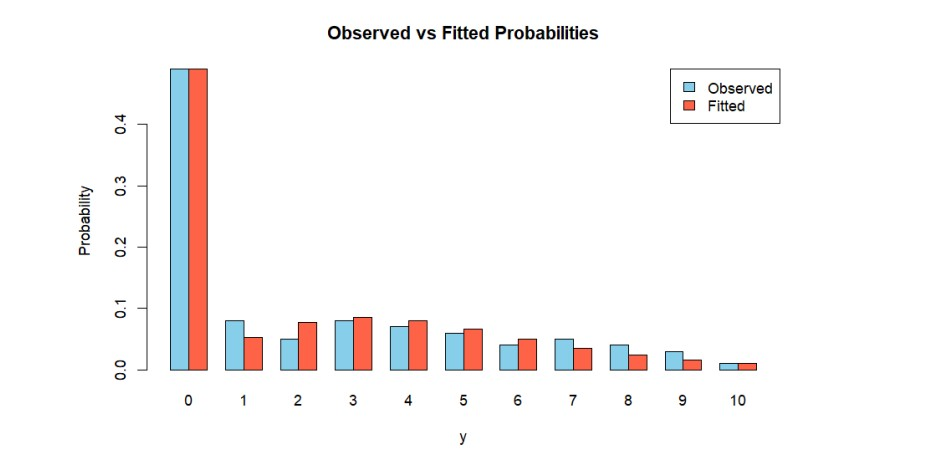 Observed vs Fitted Probabilities
Observed
Fitted
Probability
0.4
0.3
0.2
0.1
0.0
0 1 2 3 4 5 6 7 8 9 10
y